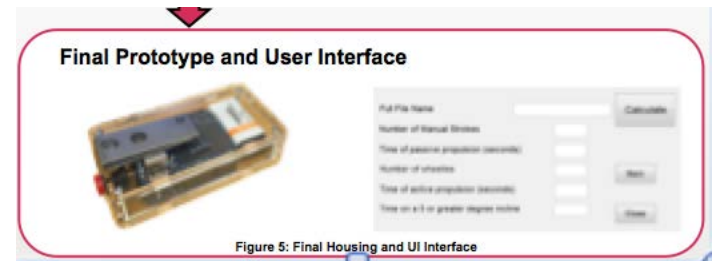 Final Prototype and User Interface
Full File Name
Calculate
Number of Manual Strokes
Time of passive propulsion (seconds)
Number of wheelies
Time of active propulsion (seconds)
Time on a 5 or greater degree incline
Figure 5: Final Housing and UI Interface